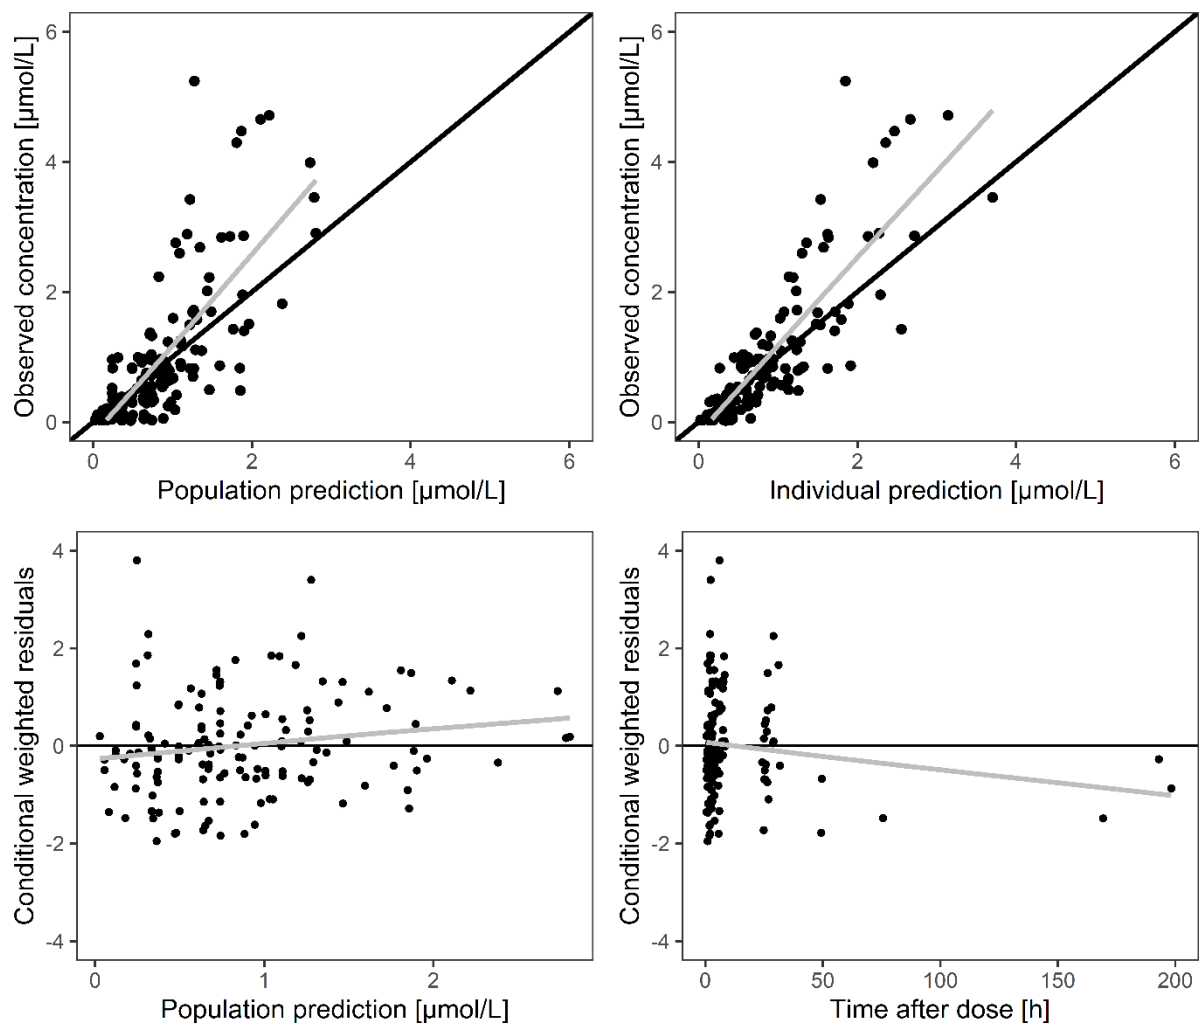 6
4
2
0
Observed concentration [µmol/L]
0 2 4 6
Population prediction [µmol/L]
6
4
2
0
Observed concentration [µmol/L]
0 2 4 6
Individual prediction [µmol/L]
4
2
0
-2
-4
Conditional weighted residuals
0 1 2
Population prediction [µmol/L]
4
2
0
-2
-4
Conditional weighted residuals
0 50 100 150 200
Time after dose [h]